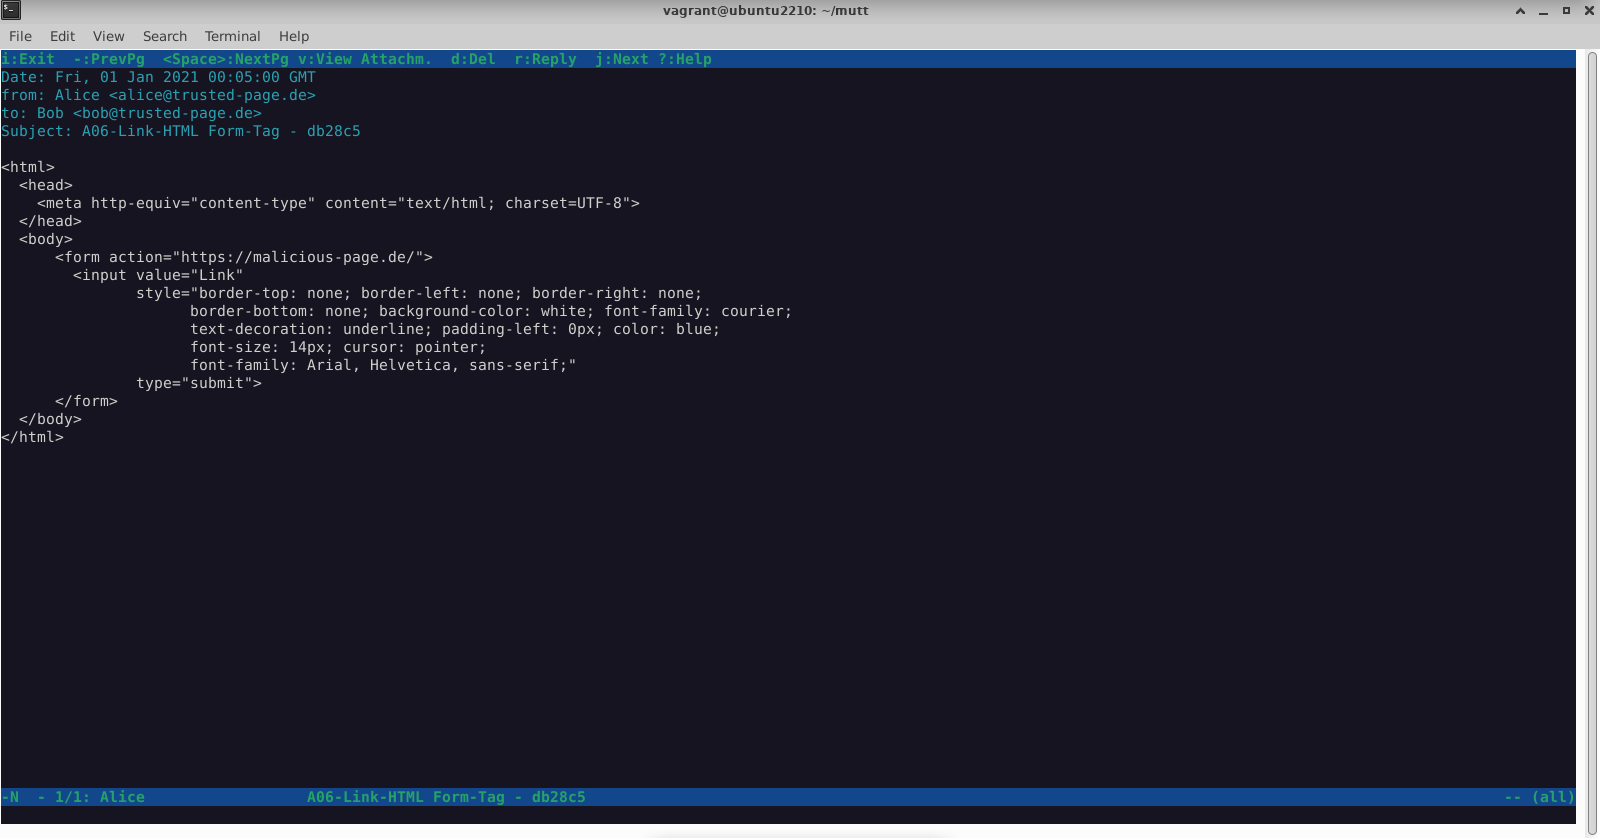 vagrant@ubuntu2210: ~/mutt
File Edit View Search Terminal Help
i:Exit  -:PrevPg  <Space>:NextPg v:View Attachm.  d:Del  r:Reply  j:Next ?:Help
Date: Fri, 01 Jan 2021 00:05:00 GMT
from: Alice <alice@trusted-page.de>
to: Bob <bob@trusted-page.de>
Subject: A06-Link-HTML Form-Tag - db28c5
<html>
  <head>
    <meta http-equiv="content-type" content="text/html; charset=UTF-8">
  </head>
  <body>
      <form action="https://malicious-page.de/">
        <input value="Link"
               style="border-top: none; border-left: none; border-right: none;
                     border-bottom: none; background-color: white; font-family: courier;
                     text-decoration: underline; padding-left: 0px; color: blue;
                     font-size: 14px; cursor: pointer;
                     font-family: Arial, Helvetica, sans-serif;"
               type="submit">
      </form>
  </body>
</html>
-N  - 1/1: Alice                  A06-Link-HTML Form-Tag - db28c5                  -- (all)